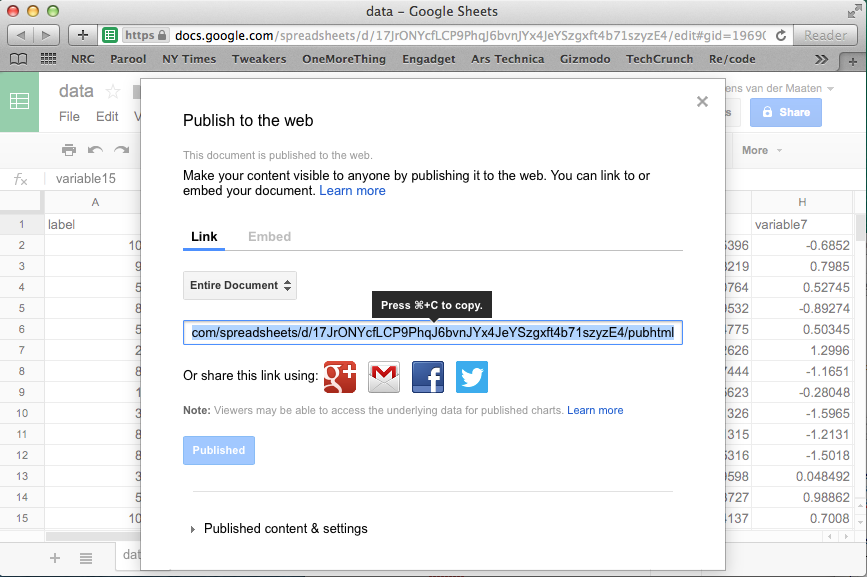 data – Google Sheets
https docs.google.com/spreadsheets/d/17JrONYcfLCP9PhqJ6bvnJYx4JeYSzgxft4b71szyzE4/edit#gid=1969 Reader
NRC Parool NY Times Tweakers OneMoreThing Engadget Ars Technica Gizmodo TechCrunch Re/code
data
ens van der Maaten
File Edit V
s Share
More
fx variable15
A H
1 label variable7
2 10 5396 -0.6852
3 9 3219 0.7985
4 5 0764 0.52745
5 8 0532 -0.89274
6 5 4775 0.50345
7 2 2626 1.2996
8 8 7444 -1.1651
9 1 5623 -0.28048
10 3 1326 -1.5965
11 8 1315 -1.2131
12 8 5316 -1.5018
13 3 0598 0.048492
14 5 3727 0.98862
15 10 4137 0.7008
dat
Publish to the web
This document is published to the web.
Make your content visible to anyone by publishing it to the web. You can link to or
embed your document. Learn more
Link Embed
Entire Document
Press ⌘+C to copy.
com/spreadsheets/d/17JrONYcfLCP9PhqJ6bvnJYx4JeYSzgxft4b71szyzE4/pubhtml
Or share this link using: g+ f
Note: Viewers may be able to access the underlying data for published charts. Learn more
Published
Published content & settings